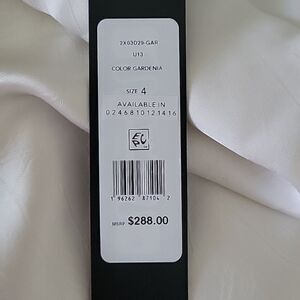 2X03D29-GAR
U13
COLOR GARDENIA
SIZE 4
AVAILABLE IN
0 2 4 6 8 10 12 14 16
1 96262 87104 2
MSRP $288.00